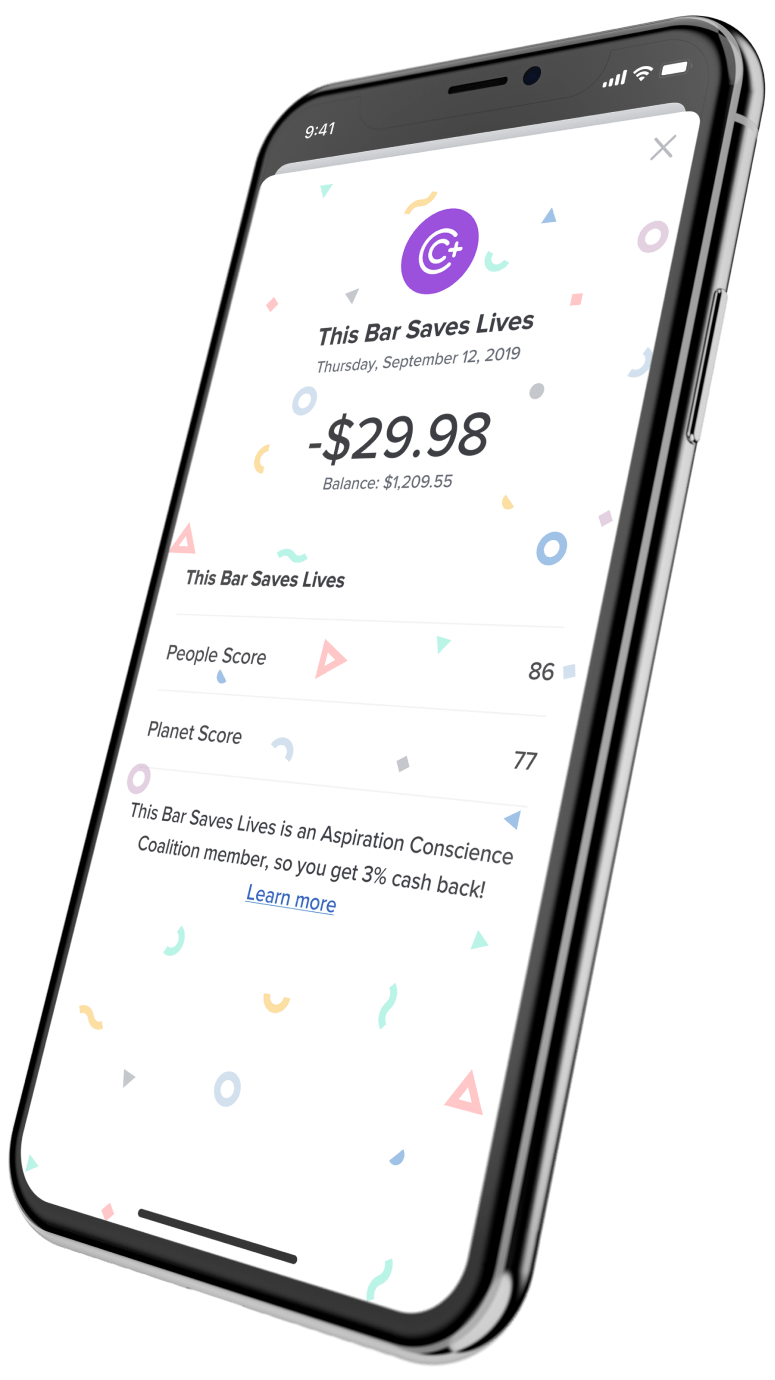 9:41
C+
This Bar Saves Lives
Thursday, September 12, 2019
-$29.98
Balance: $1,209.55
This Bar Saves Lives
People Score 86
Planet Score 77
This Bar Saves Lives is an Aspiration Conscience
Coalition member, so you get 3% cash back!
Learn more